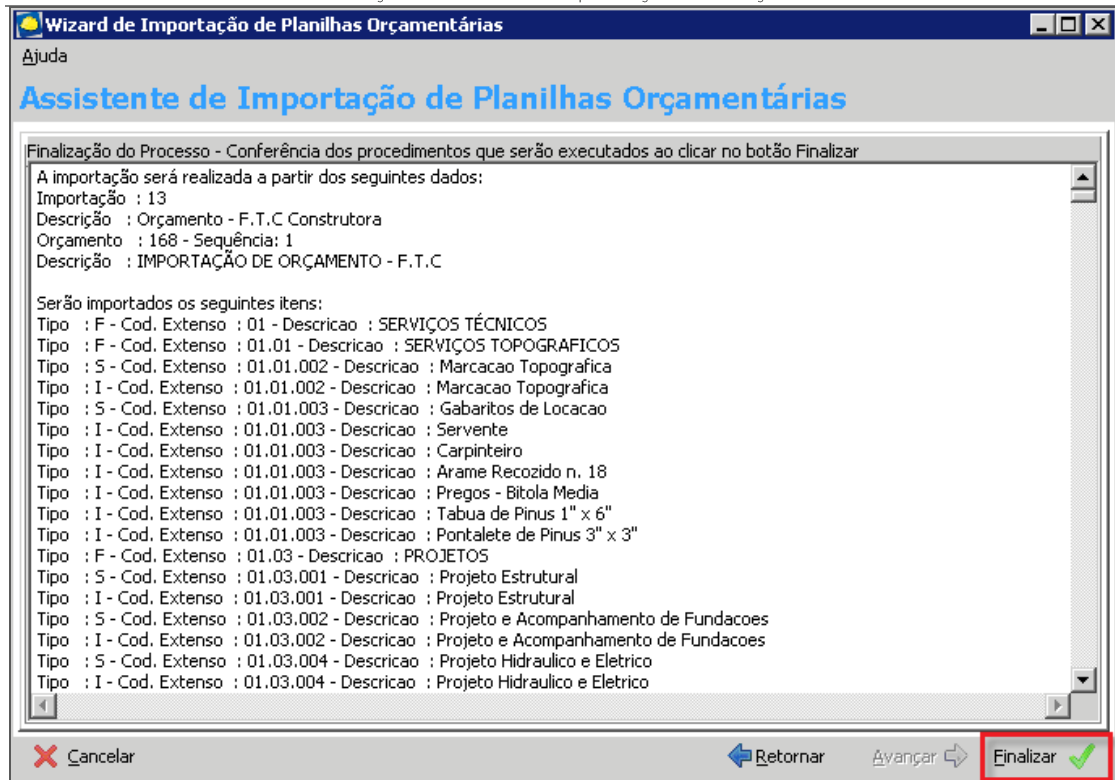 Wizard de Importação de Planilhas Orçamentárias
Ajuda
Assistente de Importação de Planilhas Orçamentárias
Finalização do Processo - Conferência dos procedimentos que serão executados ao clicar no botão Finalizar
A importação será realizada a partir dos seguintes dados:
Importação : 13
Descrição : Orçamento - F.T.C Construtora
Orçamento : 168 - Sequência: 1
Descrição : IMPORTAÇÃO DE ORÇAMENTO - F.T.C
Serão importados os seguintes itens:
Tipo : F - Cod. Extenso : 01 - Descricao : SERVIÇOS TÉCNICOS
Tipo : F - Cod. Extenso : 01.01 - Descricao : SERVIÇOS TOPOGRAFICOS
Tipo : S - Cod. Extenso : 01.01.002 - Descricao : Marcacao Topografica
Tipo : I - Cod. Extenso : 01.01.002 - Descricao : Marcacao Topografica
Tipo : S - Cod. Extenso : 01.01.003 - Descricao : Gabaritos de Locacao
Tipo : I - Cod. Extenso : 01.01.003 - Descricao : Servente
Tipo : I - Cod. Extenso : 01.01.003 - Descricao : Carpinteiro
Tipo : I - Cod. Extenso : 01.01.003 - Descricao : Arame Recozido n. 18
Tipo : I - Cod. Extenso : 01.01.003 - Descricao : Pregos - Bitola Media
Tipo : I - Cod. Extenso : 01.01.003 - Descricao : Tabua de Pinus 1" x 6"
Tipo : I - Cod. Extenso : 01.01.003 - Descricao : Pontalete de Pinus 3" x 3"
Tipo : F - Cod. Extenso : 01.03 - Descricao : PROJETOS
Tipo : S - Cod. Extenso : 01.03.001 - Descricao : Projeto Estrutural
Tipo : I - Cod. Extenso : 01.03.001 - Descricao : Projeto Estrutural
Tipo : S - Cod. Extenso : 01.03.002 - Descricao : Projeto e Acompanhamento de Fundacoes
Tipo : I - Cod. Extenso : 01.03.002 - Descricao : Projeto e Acompanhamento de Fundacoes
Tipo : S - Cod. Extenso : 01.03.004 - Descricao : Projeto Hidraulico e Eletrico
Tipo : I - Cod. Extenso : 01.03.004 - Descricao : Projeto Hidraulico e Eletrico
Cancelar Retornar Avançar Finalizar